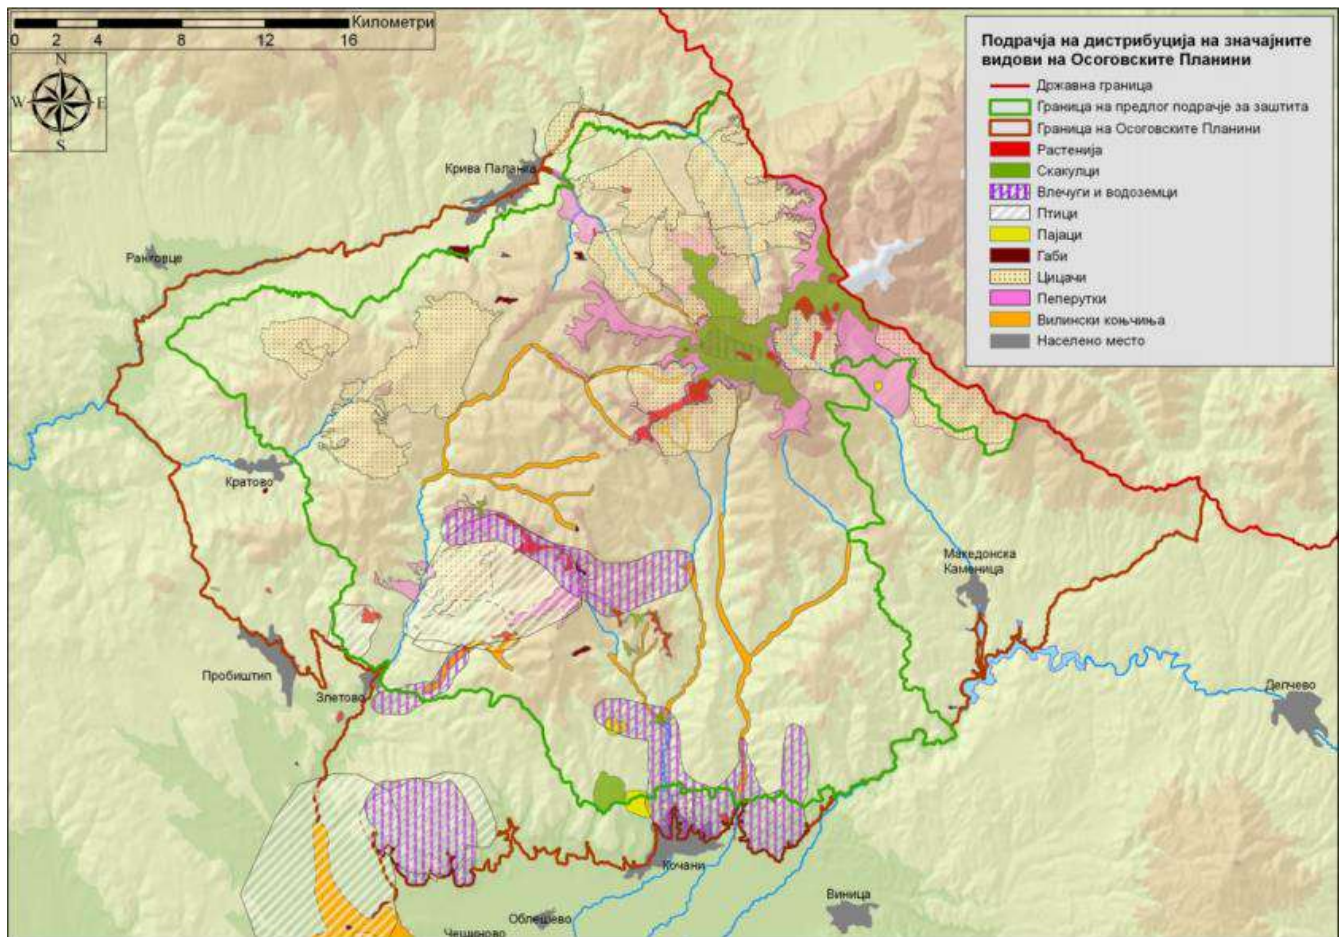 Километри
0 2 4 8 12 16
N
W E
S
Подрачја на дистрибуција на значајните
видови на Осоговските Планини
Државна граница
Граница на предлог подрачје за заштита
Граница на Осоговските Планини
Растенија
Скакулци
Влечуги и водоземци
Птици
Пајаци
Габи
Цицачи
Пеперутки
Вилински коњчиња
Населено место
Крива Паланка
Ранковце
Кратово
Македонска
Каменица
Пробиштип
Злетово
Делчево
Кочани
Виница
Облешево
Чешиново